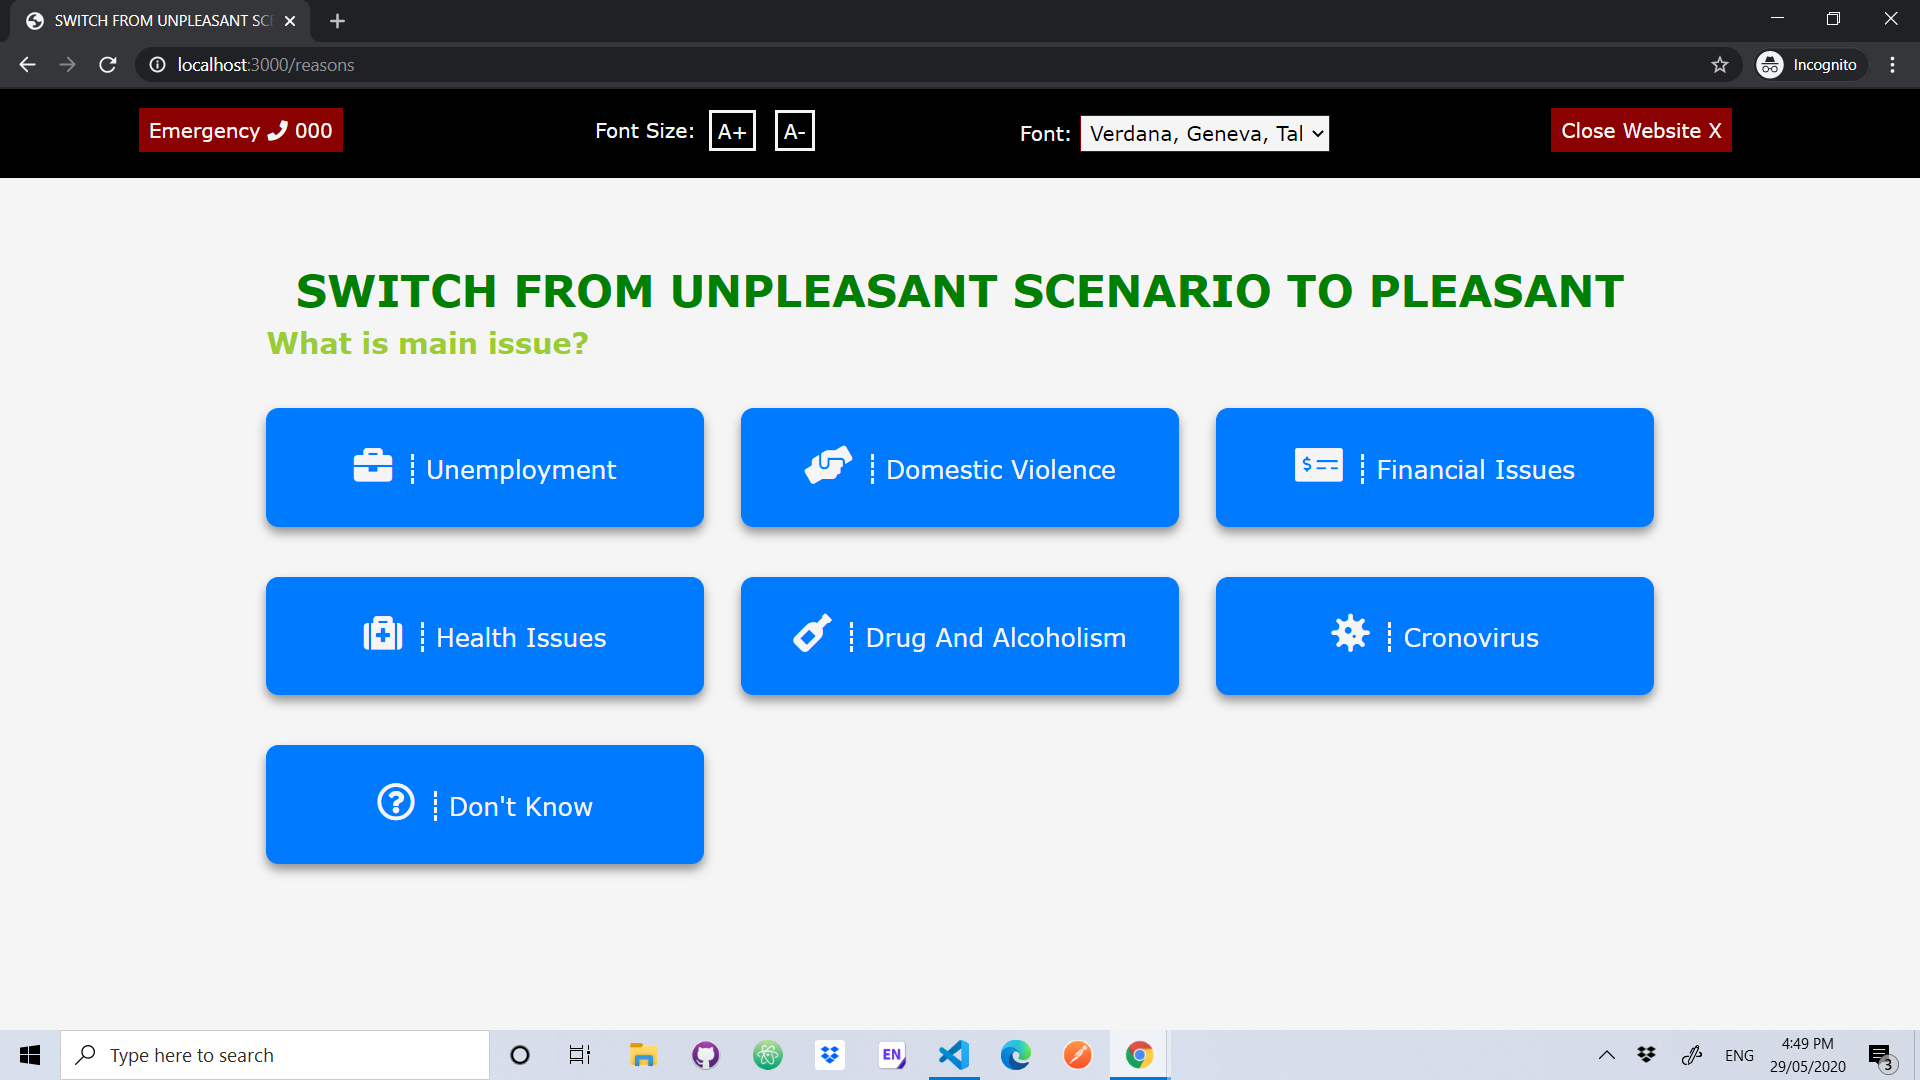 SWITCH FROM UNPLEASANT SCE
localhost:3000/reasons
Incognito
Emergency 000
Font Size: A+ A-
Font: Verdana, Geneva, Tal
Close Website X
SWITCH FROM UNPLEASANT SCENARIO TO PLEASANT
What is main issue?
Unemployment
Domestic Violence
Financial Issues
Health Issues
Drug And Alcoholism
Cronovirus
Don't Know
Type here to search
EN
ENG
4:49 PM
29/05/2020
3